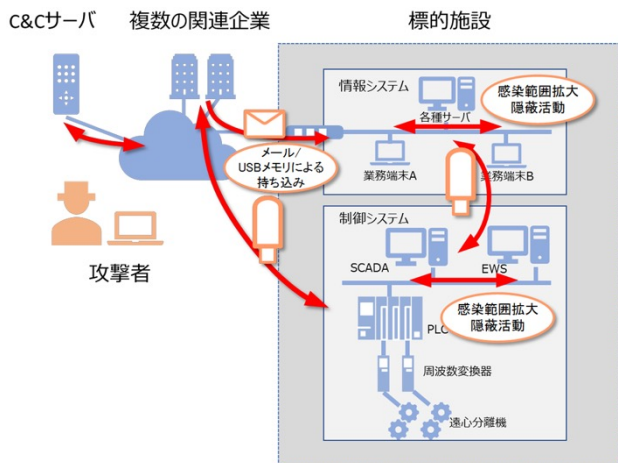 C&Cサーバ
複数の関連企業
標的施設
情報システム
各種サーバ
感染範囲拡大
隠蔽活動
メール/
USBメモリによる
持ち込み
業務端末A
業務端末B
攻撃者
制御システム
SCADA
EWS
感染範囲拡大
隠蔽活動
PLC
周波数変換器
遠心分離機